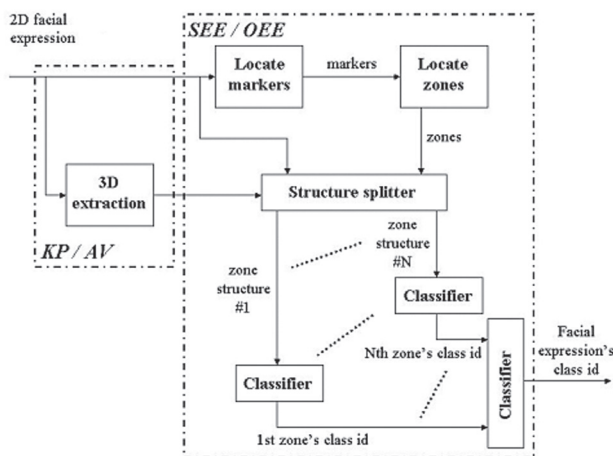 2D facial
expression
SEE / OEE
Locate
markers
markers
Locate
zones
zones
3D
extraction
KP / AV
Structure splitter
zone
structure
#1
zone
structure
#N
Classifier
Nth zone's class id
Classifier
1st zone's class id
Classifier
Facial
expression's
class id